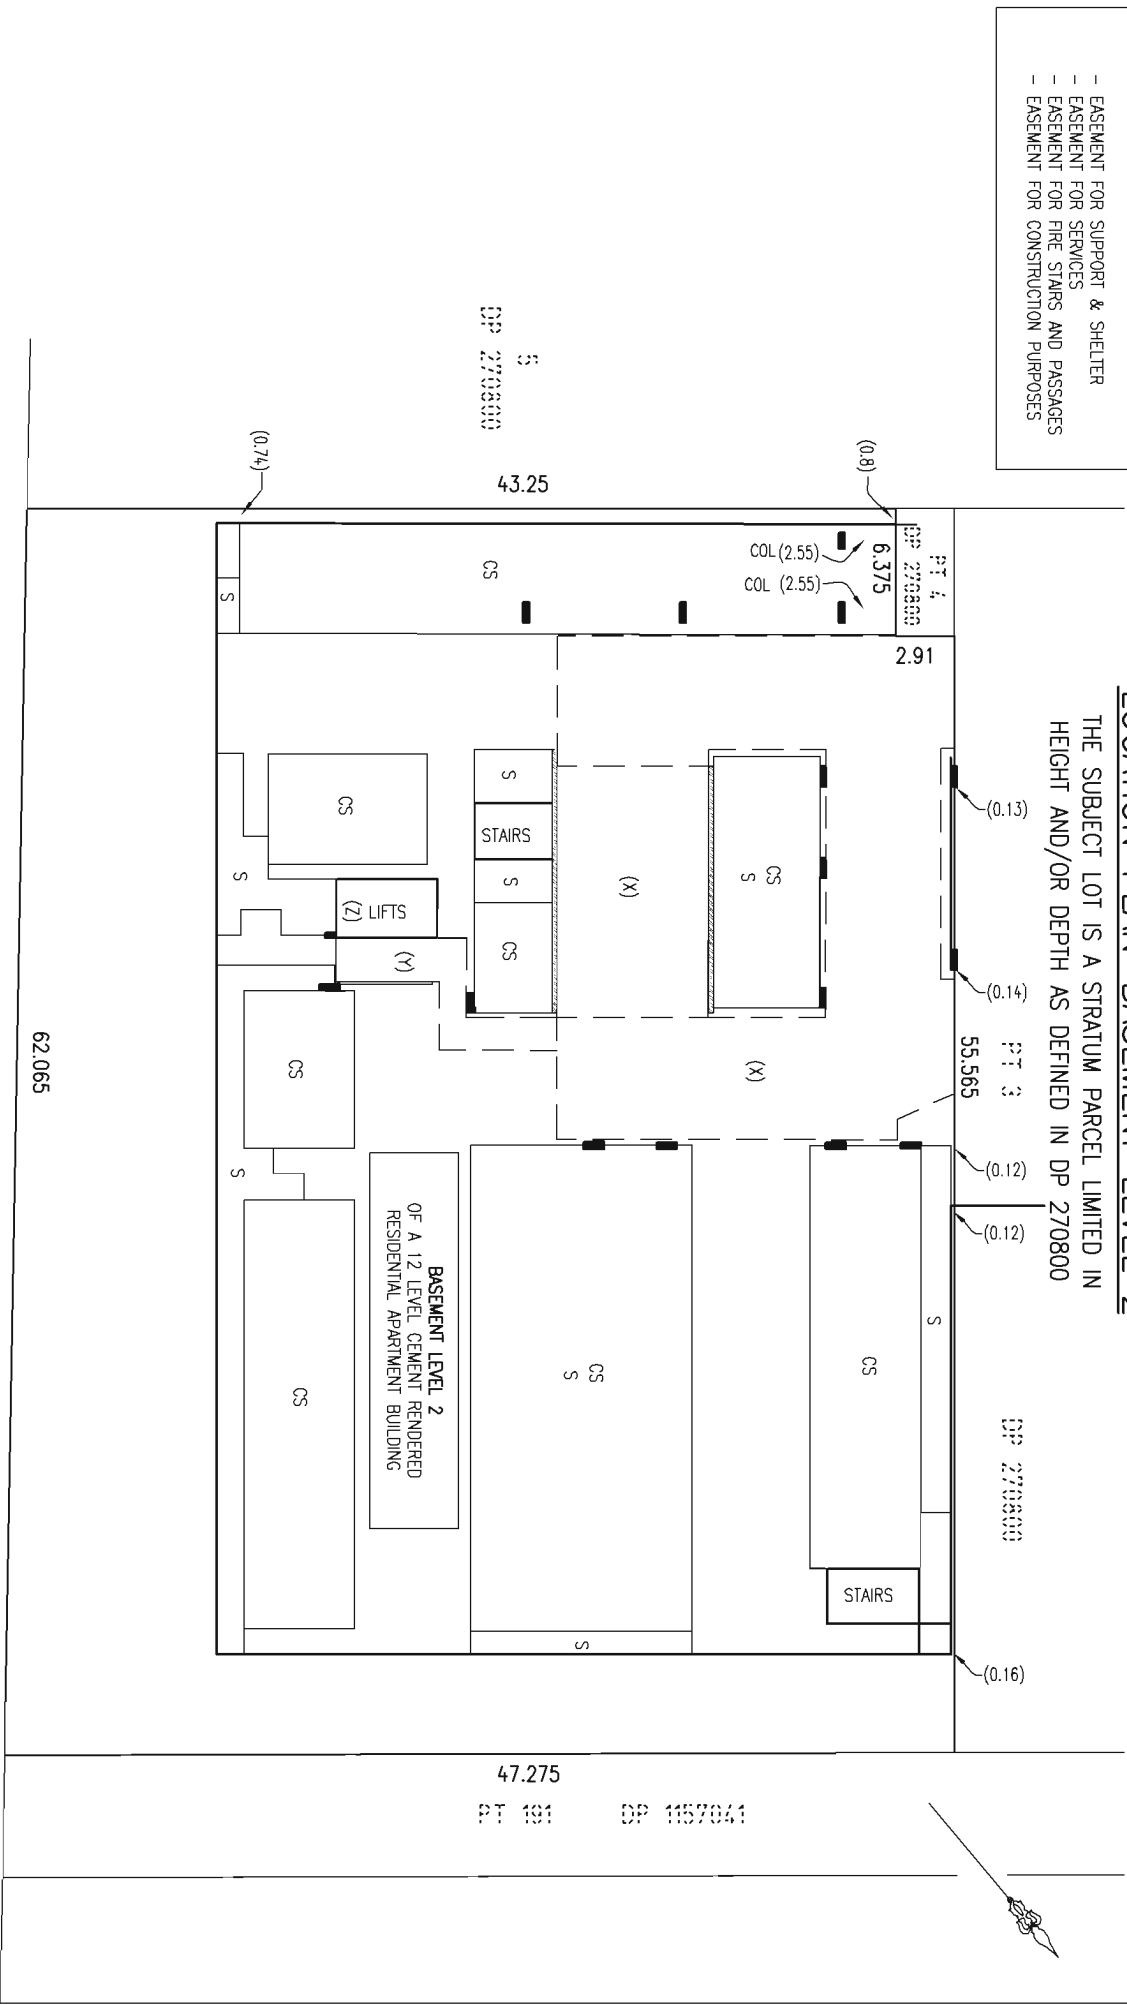 - EASEMENT FOR SUPPORT & SHELTER
- EASEMENT FOR SERVICES
- EASEMENT FOR FIRE STAIRS AND PASSAGES
- EASEMENT FOR CONSTRUCTION PURPOSES
LOCATION PLAN BASEMENT LEVEL 2
THE SUBJECT LOT IS A STRATUM PARCEL LIMITED IN
HEIGHT AND/OR DEPTH AS DEFINED IN DP 270800
5
DP 270800
PT 4
DP 270800
PT 3
DP 270800
43.25
(0.74)
(0.8)
6.375
2.91
COL (2.55)
COL (2.55)
CS
S
(0.13)
(0.14)
55.565
(0.12)
(0.12)
(0.16)
CS
S
(X)
(X)
S
STAIRS
S
CS
CS
S
LIFTS
(Z)
(Y)
CS
S
CS
BASEMENT LEVEL 2
OF A 12 LEVEL CEMENT RENDERED
RESIDENTIAL APARTMENT BUILDING
CS
S
S
S
CS
STAIRS
62.065
47.275
PT 191 DP 1157041